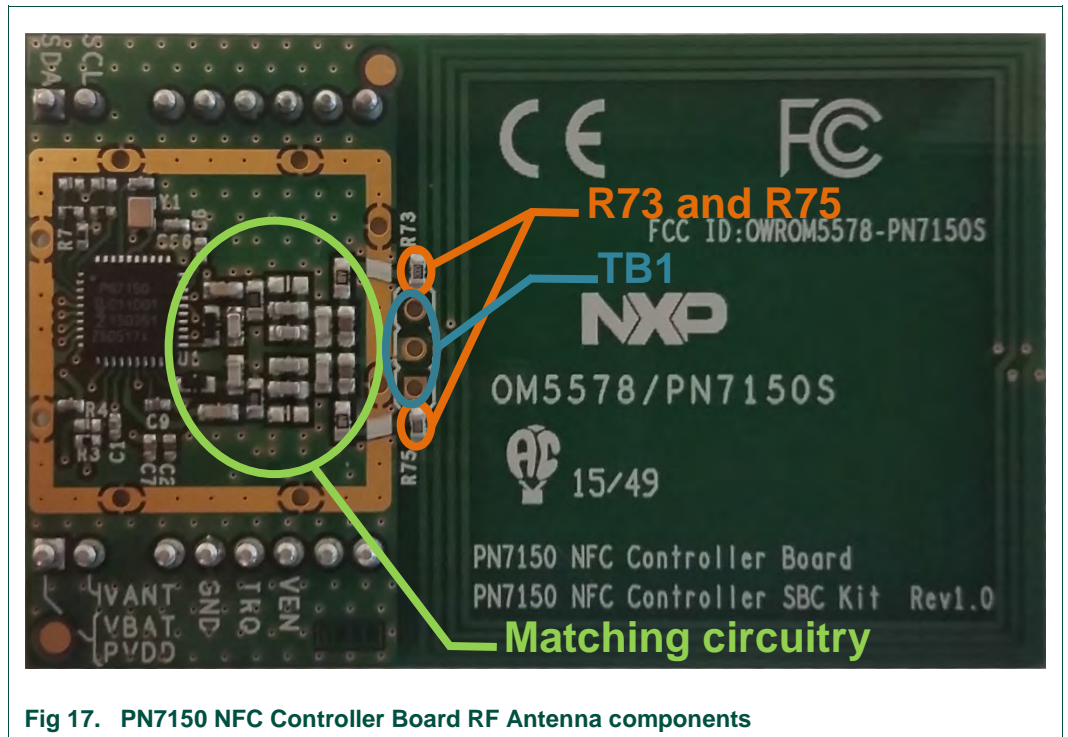 SDA
SCL
Y1
R7
C56
C6
R73
R73 and R75
CE
FC
FCC ID:OWROM5578-PN7150S
TB1
PN7150
NXP
OM5578/PN7150S
15/49
R4
R3
C1
C9
C7
C2
R75
PN7150 NFC Controller Board
PN7150 NFC Controller SBC Kit Rev1.0
VANT
VBAT
PVDD
GND
IRQ
VEN
Matching circuitry
Fig 17. PN7150 NFC Controller Board RF Antenna components